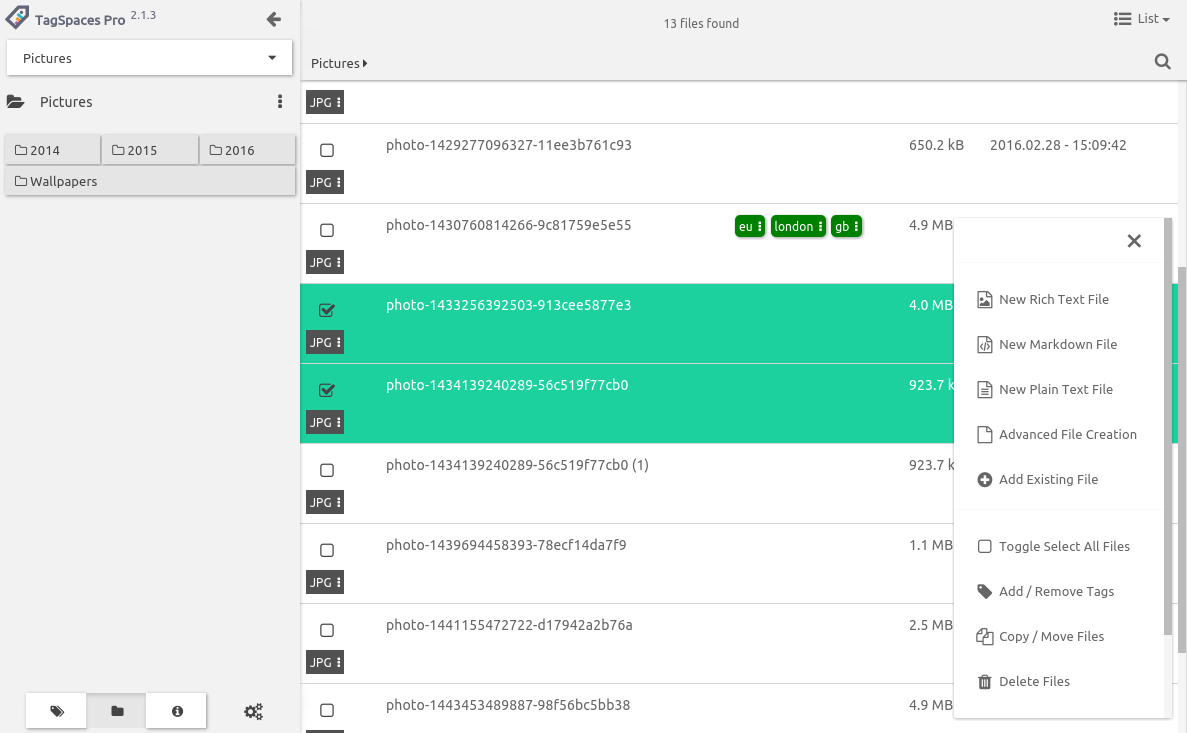 TagSpaces Pro 2.1.3
Pictures
Pictures
2014 2015 2016
Wallpapers
13 files found
List
Pictures
JPG
photo-1429277096327-11ee3b761c93 650.2 kB 2016.02.28 - 15:09:42
JPG
photo-1430760814266-9c81759e5e55 eu london gb 4.9 MB
JPG
photo-1433256392503-913cee5877e3 4.0 MB
JPG
photo-1434139240289-56c519f77cb0 923.7 k
JPG
photo-1434139240289-56c519f77cb0 (1) 923.7 k
JPG
photo-1439694458393-78ecf14da7f9 1.1 MB
JPG
photo-1441155472722-d17942a2b76a 2.5 MB
JPG
photo-1443453489887-98f56bc5bb38 4.9 MB
New Rich Text File
New Markdown File
New Plain Text File
Advanced File Creation
Add Existing File
Toggle Select All Files
Add / Remove Tags
Copy / Move Files
Delete Files